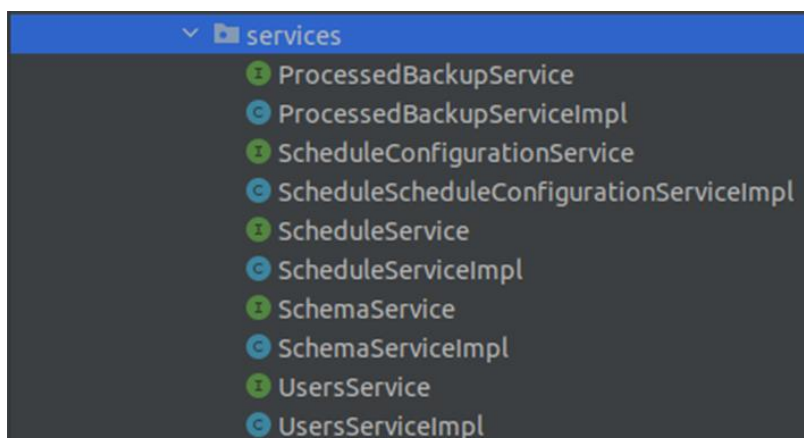 services
ProcessedBackupService
ProcessedBackupServiceImpl
ScheduleConfigurationService
ScheduleScheduleConfigurationServiceImpl
ScheduleService
ScheduleServiceImpl
SchemaService
SchemaServiceImpl
UsersService
UsersServiceImpl